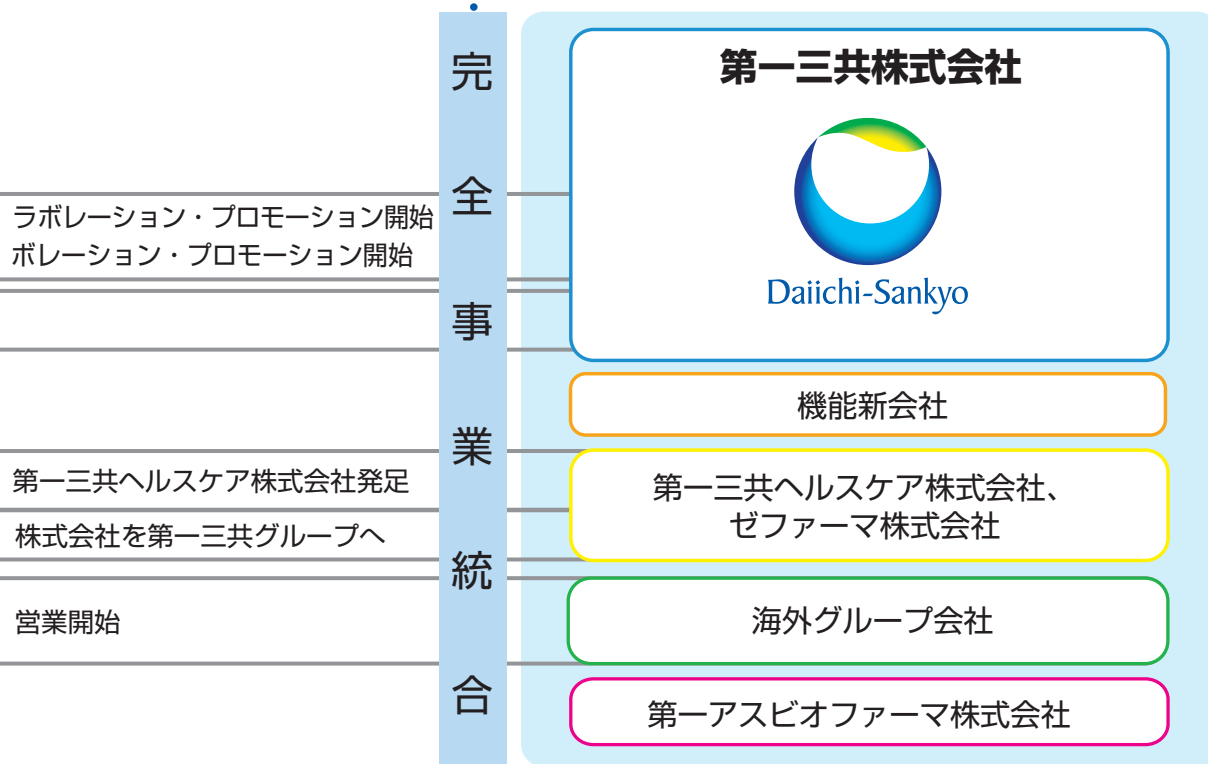 ラボレーション・プロモーション開始
ボレーション・プロモーション開始
第一三共ヘルスケア株式会社発足
株式会社を第一三共グループへ
営業開始
完全事業統合
第一三共株式会社
Daiichi-Sankyo
機能新会社
第一三共ヘルスケア株式会社、
ゼファーマ株式会社
海外グループ会社
第一アスビオファーマ株式会社